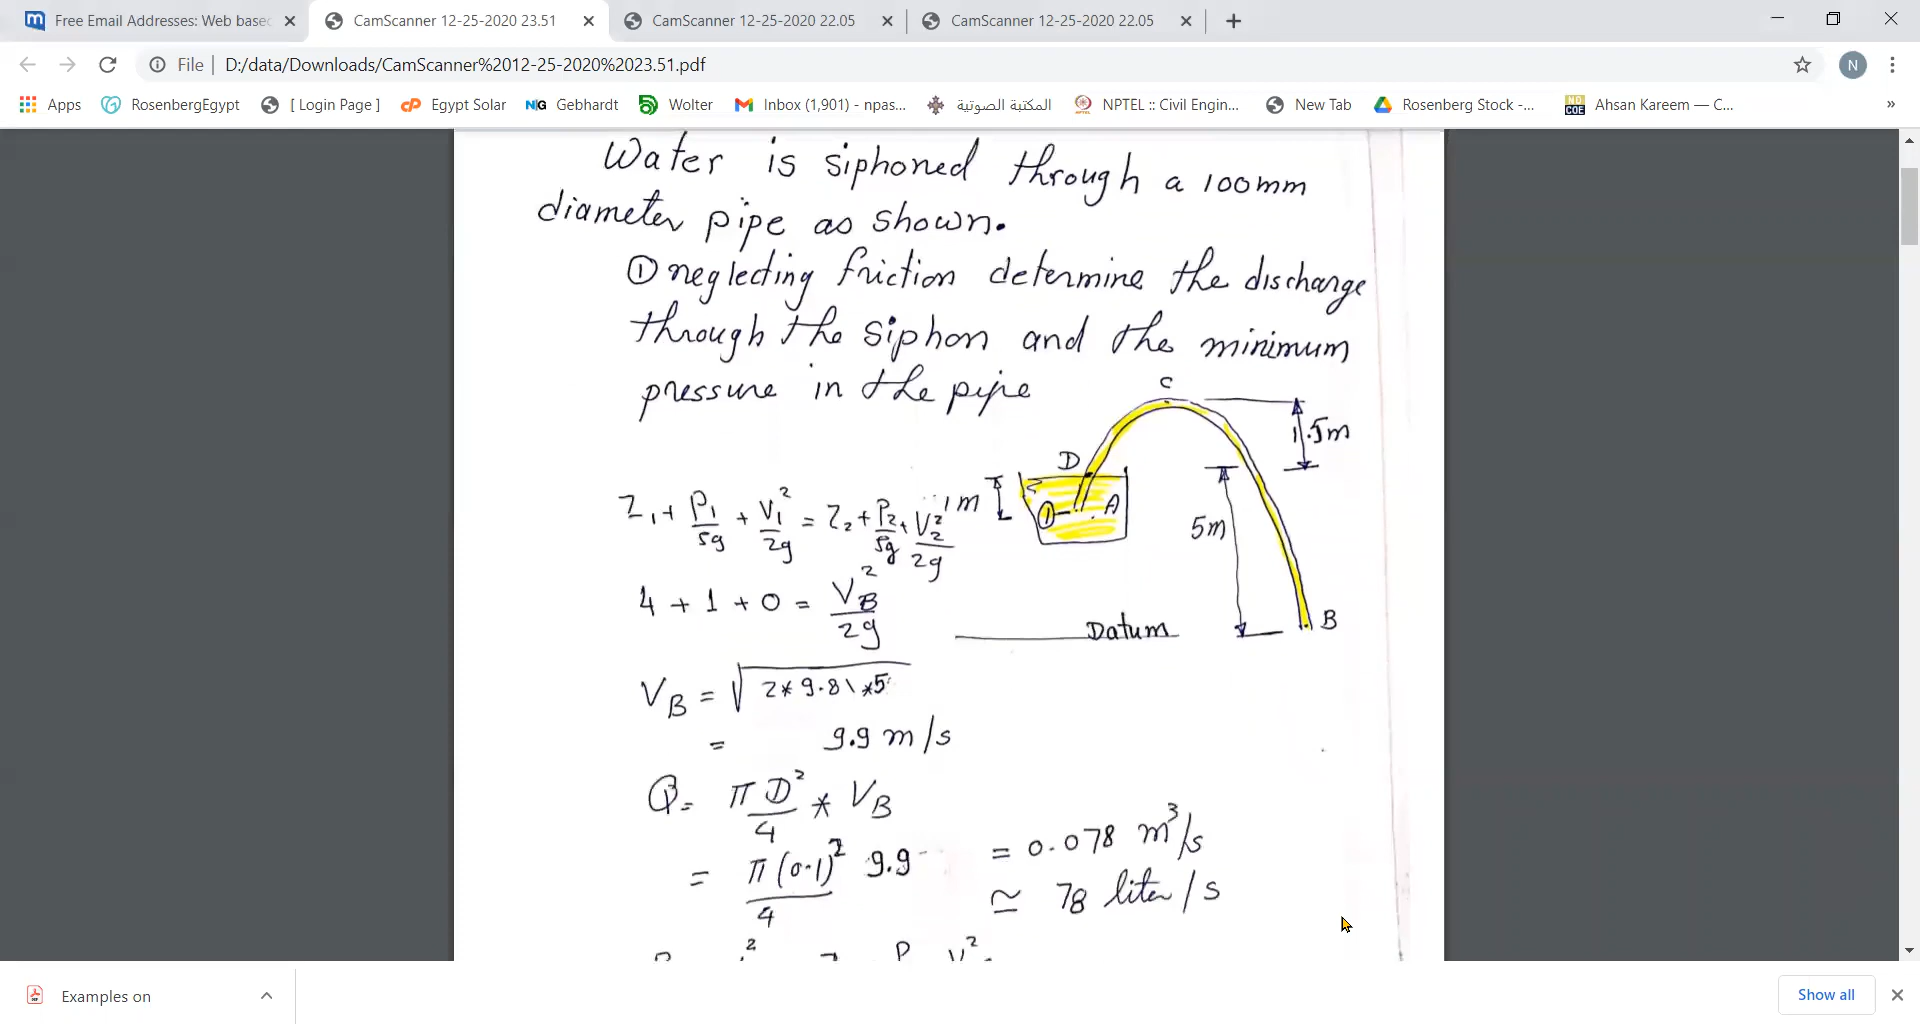 Free Email Addresses: Web base
CamScanner 12-25-2020 23.51
CamScanner 12-25-2020 22.05
CamScanner 12-25-2020 22.05
File D:/data/Downloads/CamScanner%2012-25-2020%2023.51.pdf
N
Apps RosenbergEgypt [ Login Page ] Egypt Solar Gebhardt Wolter Inbox (1,901) - npas... المكتبة الصوتية NPTEL :: Civil Engin... New Tab Rosenberg Stock -... Ahsan Kareem — C... »
Water is siphoned through a 100mm
diameter pipe as shown.
① neglecting friction determine the discharge
through the siphon and the minimum
pressure in the pipe
C
1.5m
D
1m
① A
5m
Datum
B
Z₁ + P₁/ρg + V₁²/2g = Z₂ + P₂/ρg + V₂²/2g
4 + 1 + 0 = V_B²/2g
V_B = √2*9.81*5
= 9.9 m/s
Q = πD²/4 * V_B
= π(0.1)²/4 9.9 = 0.078 m³/s
≃ 78 liter/s
Examples on
Show all